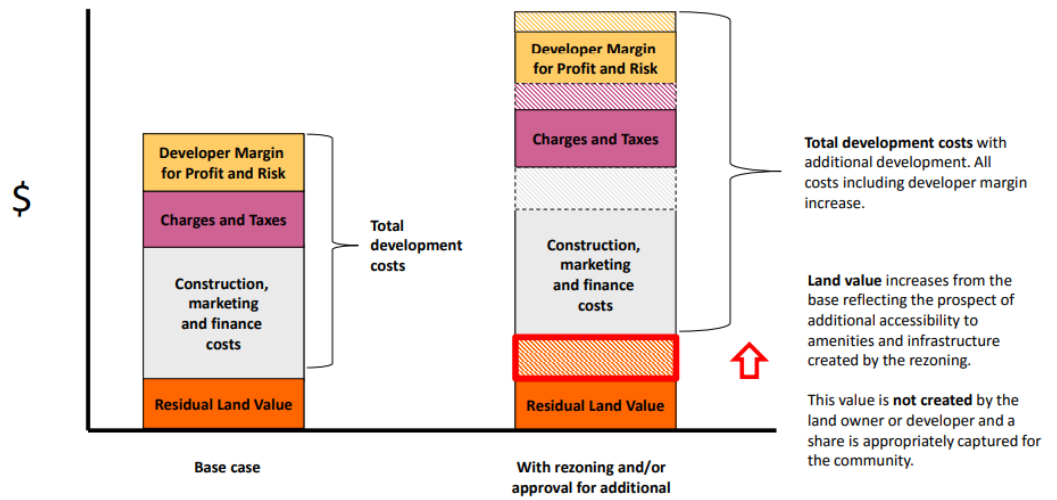 $
Developer Margin
for Profit and Risk
Charges and Taxes
Construction,
marketing
and finance
costs
Residual Land Value
Total
development
costs
Base case
Developer Margin
for Profit and Risk
Charges and Taxes
Construction,
marketing
and finance
costs
Residual Land Value
With rezoning and/or
approval for additional
Total development costs with
additional development. All
costs including developer margin
increase.
Land value increases from the
base reflecting the prospect of
additional accessibility to
amenities and infrastructure
created by the rezoning.
This value is not created by the
land owner or developer and a
share is appropriately captured for
the community.